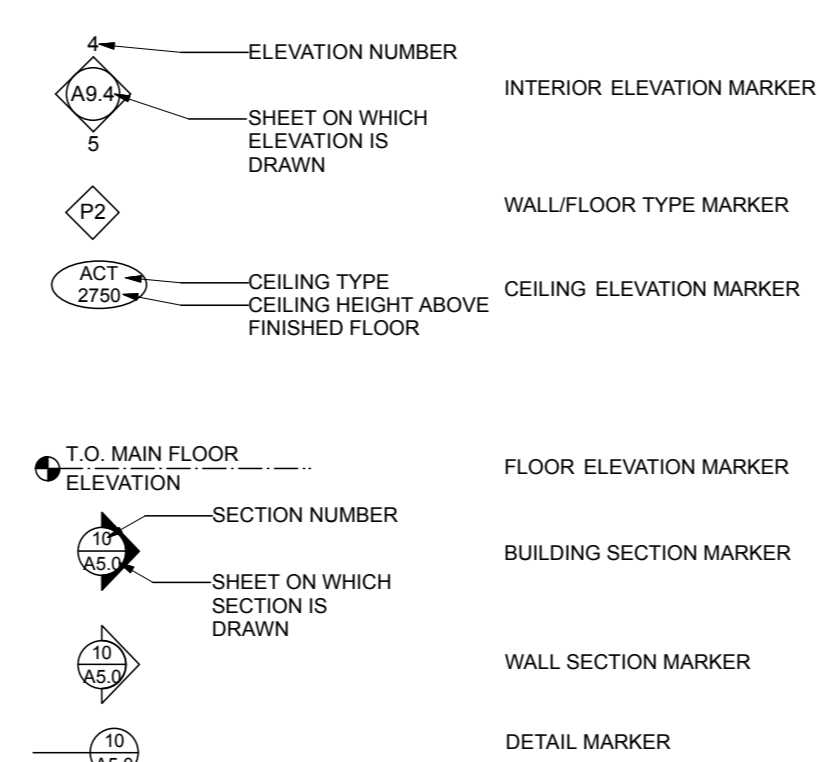 4
ELEVATION NUMBER
A9.4
INTERIOR ELEVATION MARKER
SHEET ON WHICH
ELEVATION IS
DRAWN
5
P2
WALL/FLOOR TYPE MARKER
ACT
2750
CEILING TYPE
CEILING HEIGHT ABOVE
FINISHED FLOOR
CEILING ELEVATION MARKER
T.O. MAIN FLOOR
ELEVATION
FLOOR ELEVATION MARKER
SECTION NUMBER
10
A5.0
BUILDING SECTION MARKER
SHEET ON WHICH
SECTION IS
DRAWN
10
A5.0
WALL SECTION MARKER
10
A5.0
DETAIL MARKER